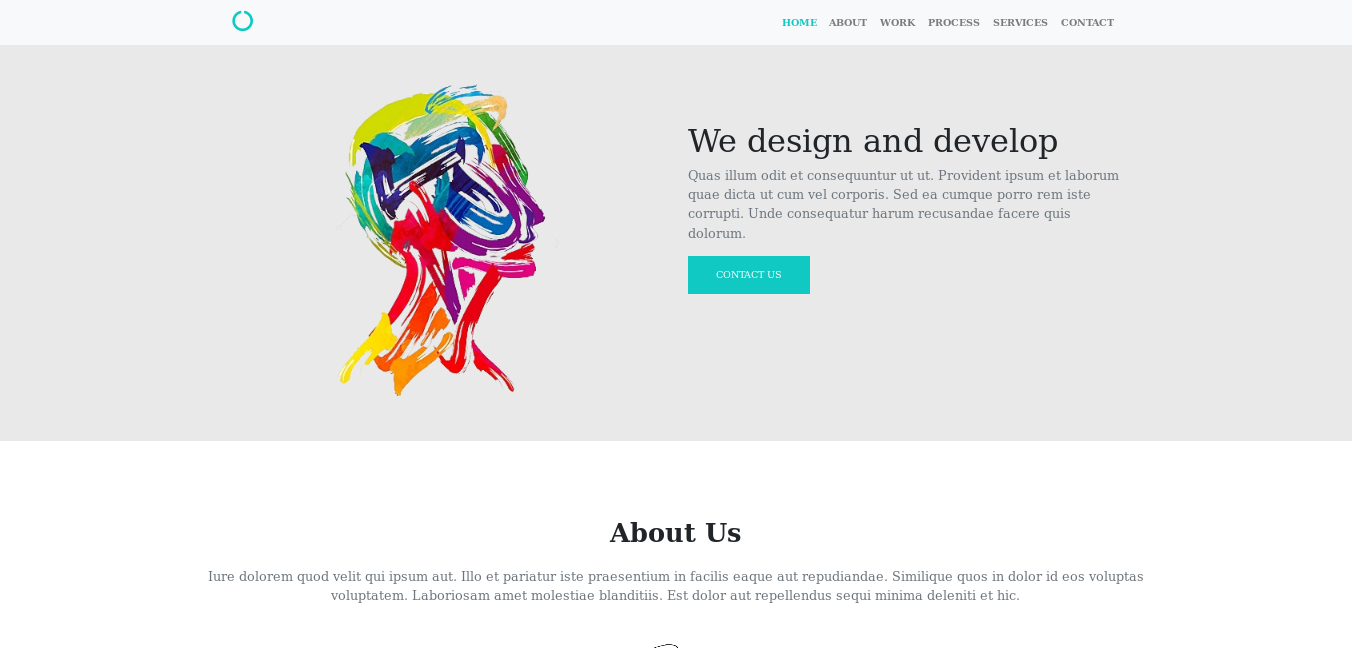 HOME ABOUT WORK PROCESS SERVICES CONTACT
We design and develop
Quas illum odit et consequuntur ut ut. Provident ipsum et laborum
quae dicta ut cum vel corporis. Sed ea cumque porro rem iste
corrupti. Unde consequatur harum recusandae facere quis
dolorum.
CONTACT US
About Us
Iure dolorem quod velit qui ipsum aut. Illo et pariatur iste praesentium in facilis eaque aut repudiandae. Similique quos in dolor id eos voluptas
voluptatem. Laboriosam amet molestiae blanditiis. Est dolor aut repellendus sequi minima deleniti et hic.